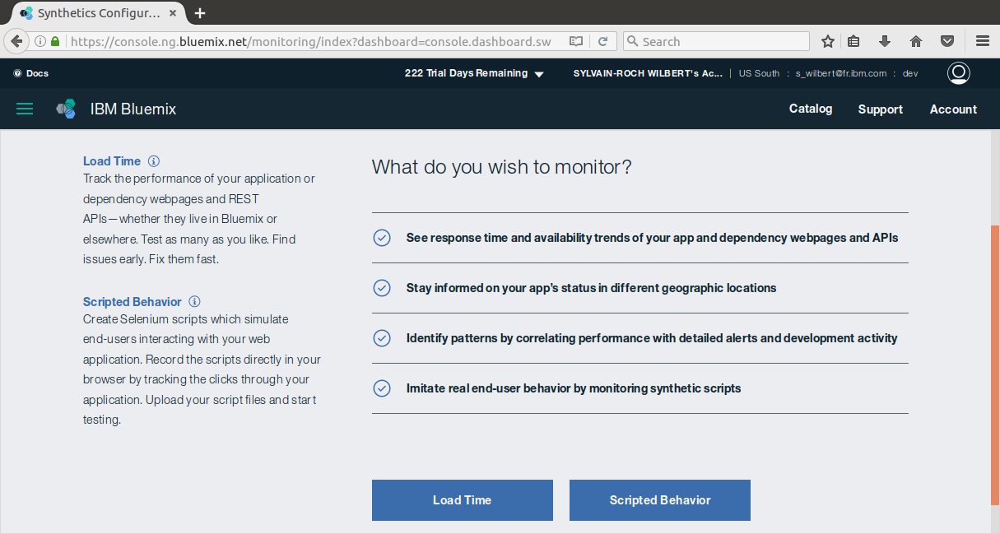 Synthetics Configur...
https://console.ng.bluemix.net/monitoring/index?dashboard=console.dashboard.sw
Search
Docs
222 Trial Days Remaining
SYLVAIN-ROCH WILBERT's Ac... | US South : s_wilbert@fr.ibm.com : dev
IBM Bluemix
Catalog
Support
Account
Load Time
Track the performance of your application or
dependency webpages and REST
APIs—whether they live in Bluemix or
elsewhere. Test as many as you like. Find
issues early. Fix them fast.
Scripted Behavior
Create Selenium scripts which simulate
end-users interacting with your web
application. Record the scripts directly in your
browser by tracking the clicks through your
application. Upload your script files and start
testing.
What do you wish to monitor?
See response time and availability trends of your app and dependency webpages and APIs
Stay informed on your app's status in different geographic locations
Identify patterns by correlating performance with detailed alerts and development activity
Imitate real end-user behavior by monitoring synthetic scripts
Load Time
Scripted Behavior